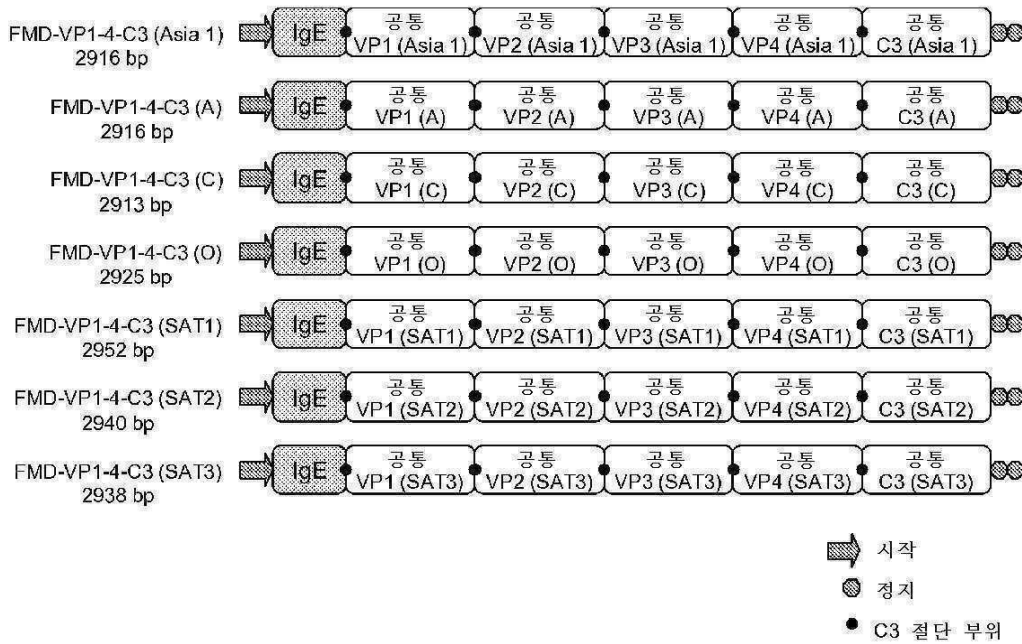 FMD-VP1-4-C3 (Asia 1)
2916 bp
IgE
공통
VP1 (Asia 1)
공통
VP2 (Asia 1)
공통
VP3 (Asia 1)
공통
VP4 (Asia 1)
공통
C3 (Asia 1)
FMD-VP1-4-C3 (A)
2916 bp
IgE
공통
VP1 (A)
공통
VP2 (A)
공통
VP3 (A)
공통
VP4 (A)
공통
C3 (A)
FMD-VP1-4-C3 (C)
2913 bp
IgE
공통
VP1 (C)
공통
VP2 (C)
공통
VP3 (C)
공통
VP4 (C)
공통
C3 (C)
FMD-VP1-4-C3 (O)
2925 bp
IgE
공통
VP1 (O)
공통
VP2 (O)
공통
VP3 (O)
공통
VP4 (O)
공통
C3 (O)
FMD-VP1-4-C3 (SAT1)
2952 bp
IgE
공통
VP1 (SAT1)
공통
VP2 (SAT1)
공통
VP3 (SAT1)
공통
VP4 (SAT1)
공통
C3 (SAT1)
FMD-VP1-4-C3 (SAT2)
2940 bp
IgE
공통
VP1 (SAT2)
공통
VP2 (SAT2)
공통
VP3 (SAT2)
공통
VP4 (SAT2)
공통
C3 (SAT2)
FMD-VP1-4-C3 (SAT3)
2938 bp
IgE
공통
VP1 (SAT3)
공통
VP2 (SAT3)
공통
VP3 (SAT3)
공통
VP4 (SAT3)
공통
C3 (SAT3)
시작
정지
C3 절단 부위